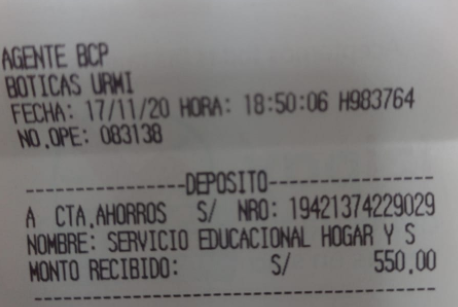 AGENTE BCP
BOTICAS URMI
FECHA: 17/11/20 HORA: 18:50:06 H983764
NO.OPE: 083138
------------------DEPOSITO------------------
A CTA.AHORROS S/ NRO: 19421374229029
NOMBRE: SERVICIO EDUCACIONAL HOGAR Y S
MONTO RECIBIDO: S/ 550.00